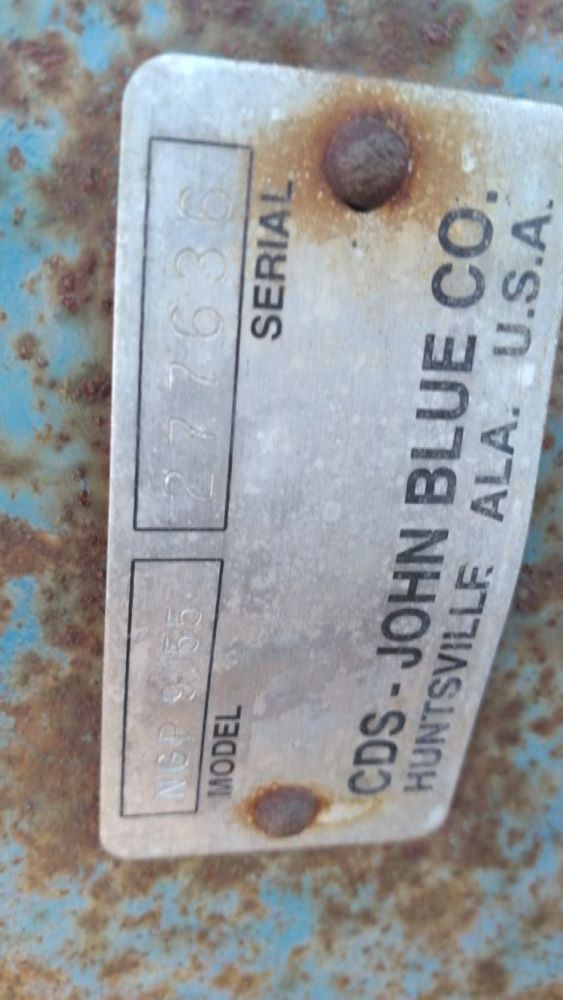 NGP 9055 277636
MODEL SERIAL
CDS - JOHN BLUE CO.
HUNTSVILLE ALA. U.S.A.